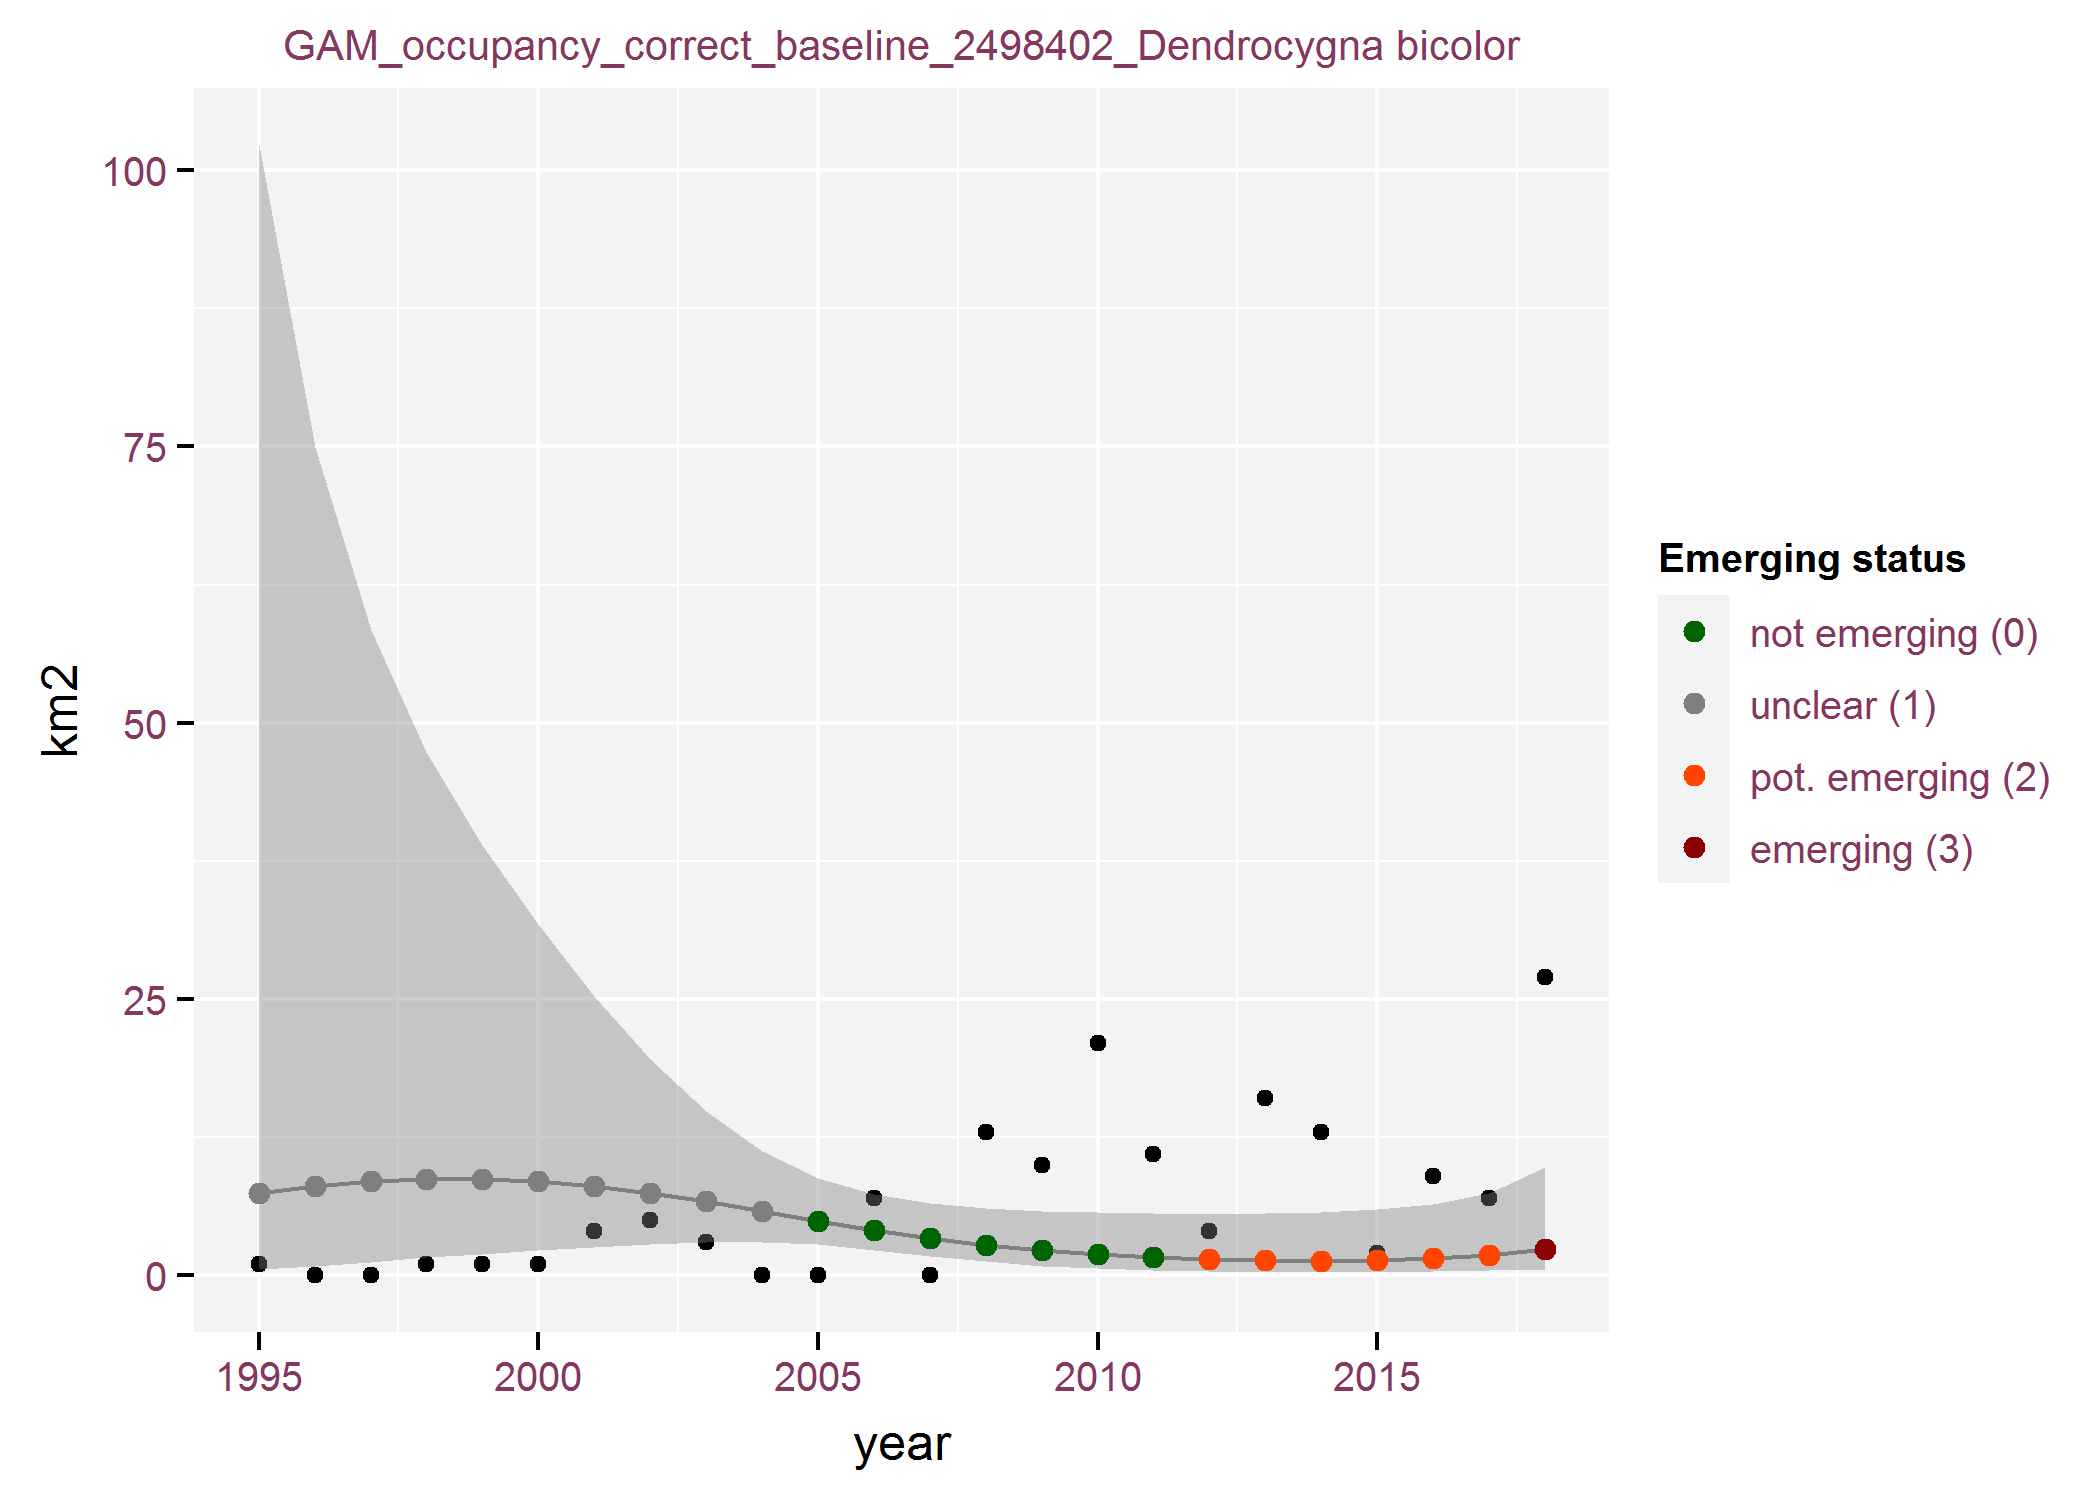 GAM_occupancy_correct_baseline_2498402_Dendrocygna bicolor
100
75
50
25
0
km2
1995
2000
2005
2010
2015
year
Emerging status
not emerging (0)
unclear (1)
pot. emerging (2)
emerging (3)